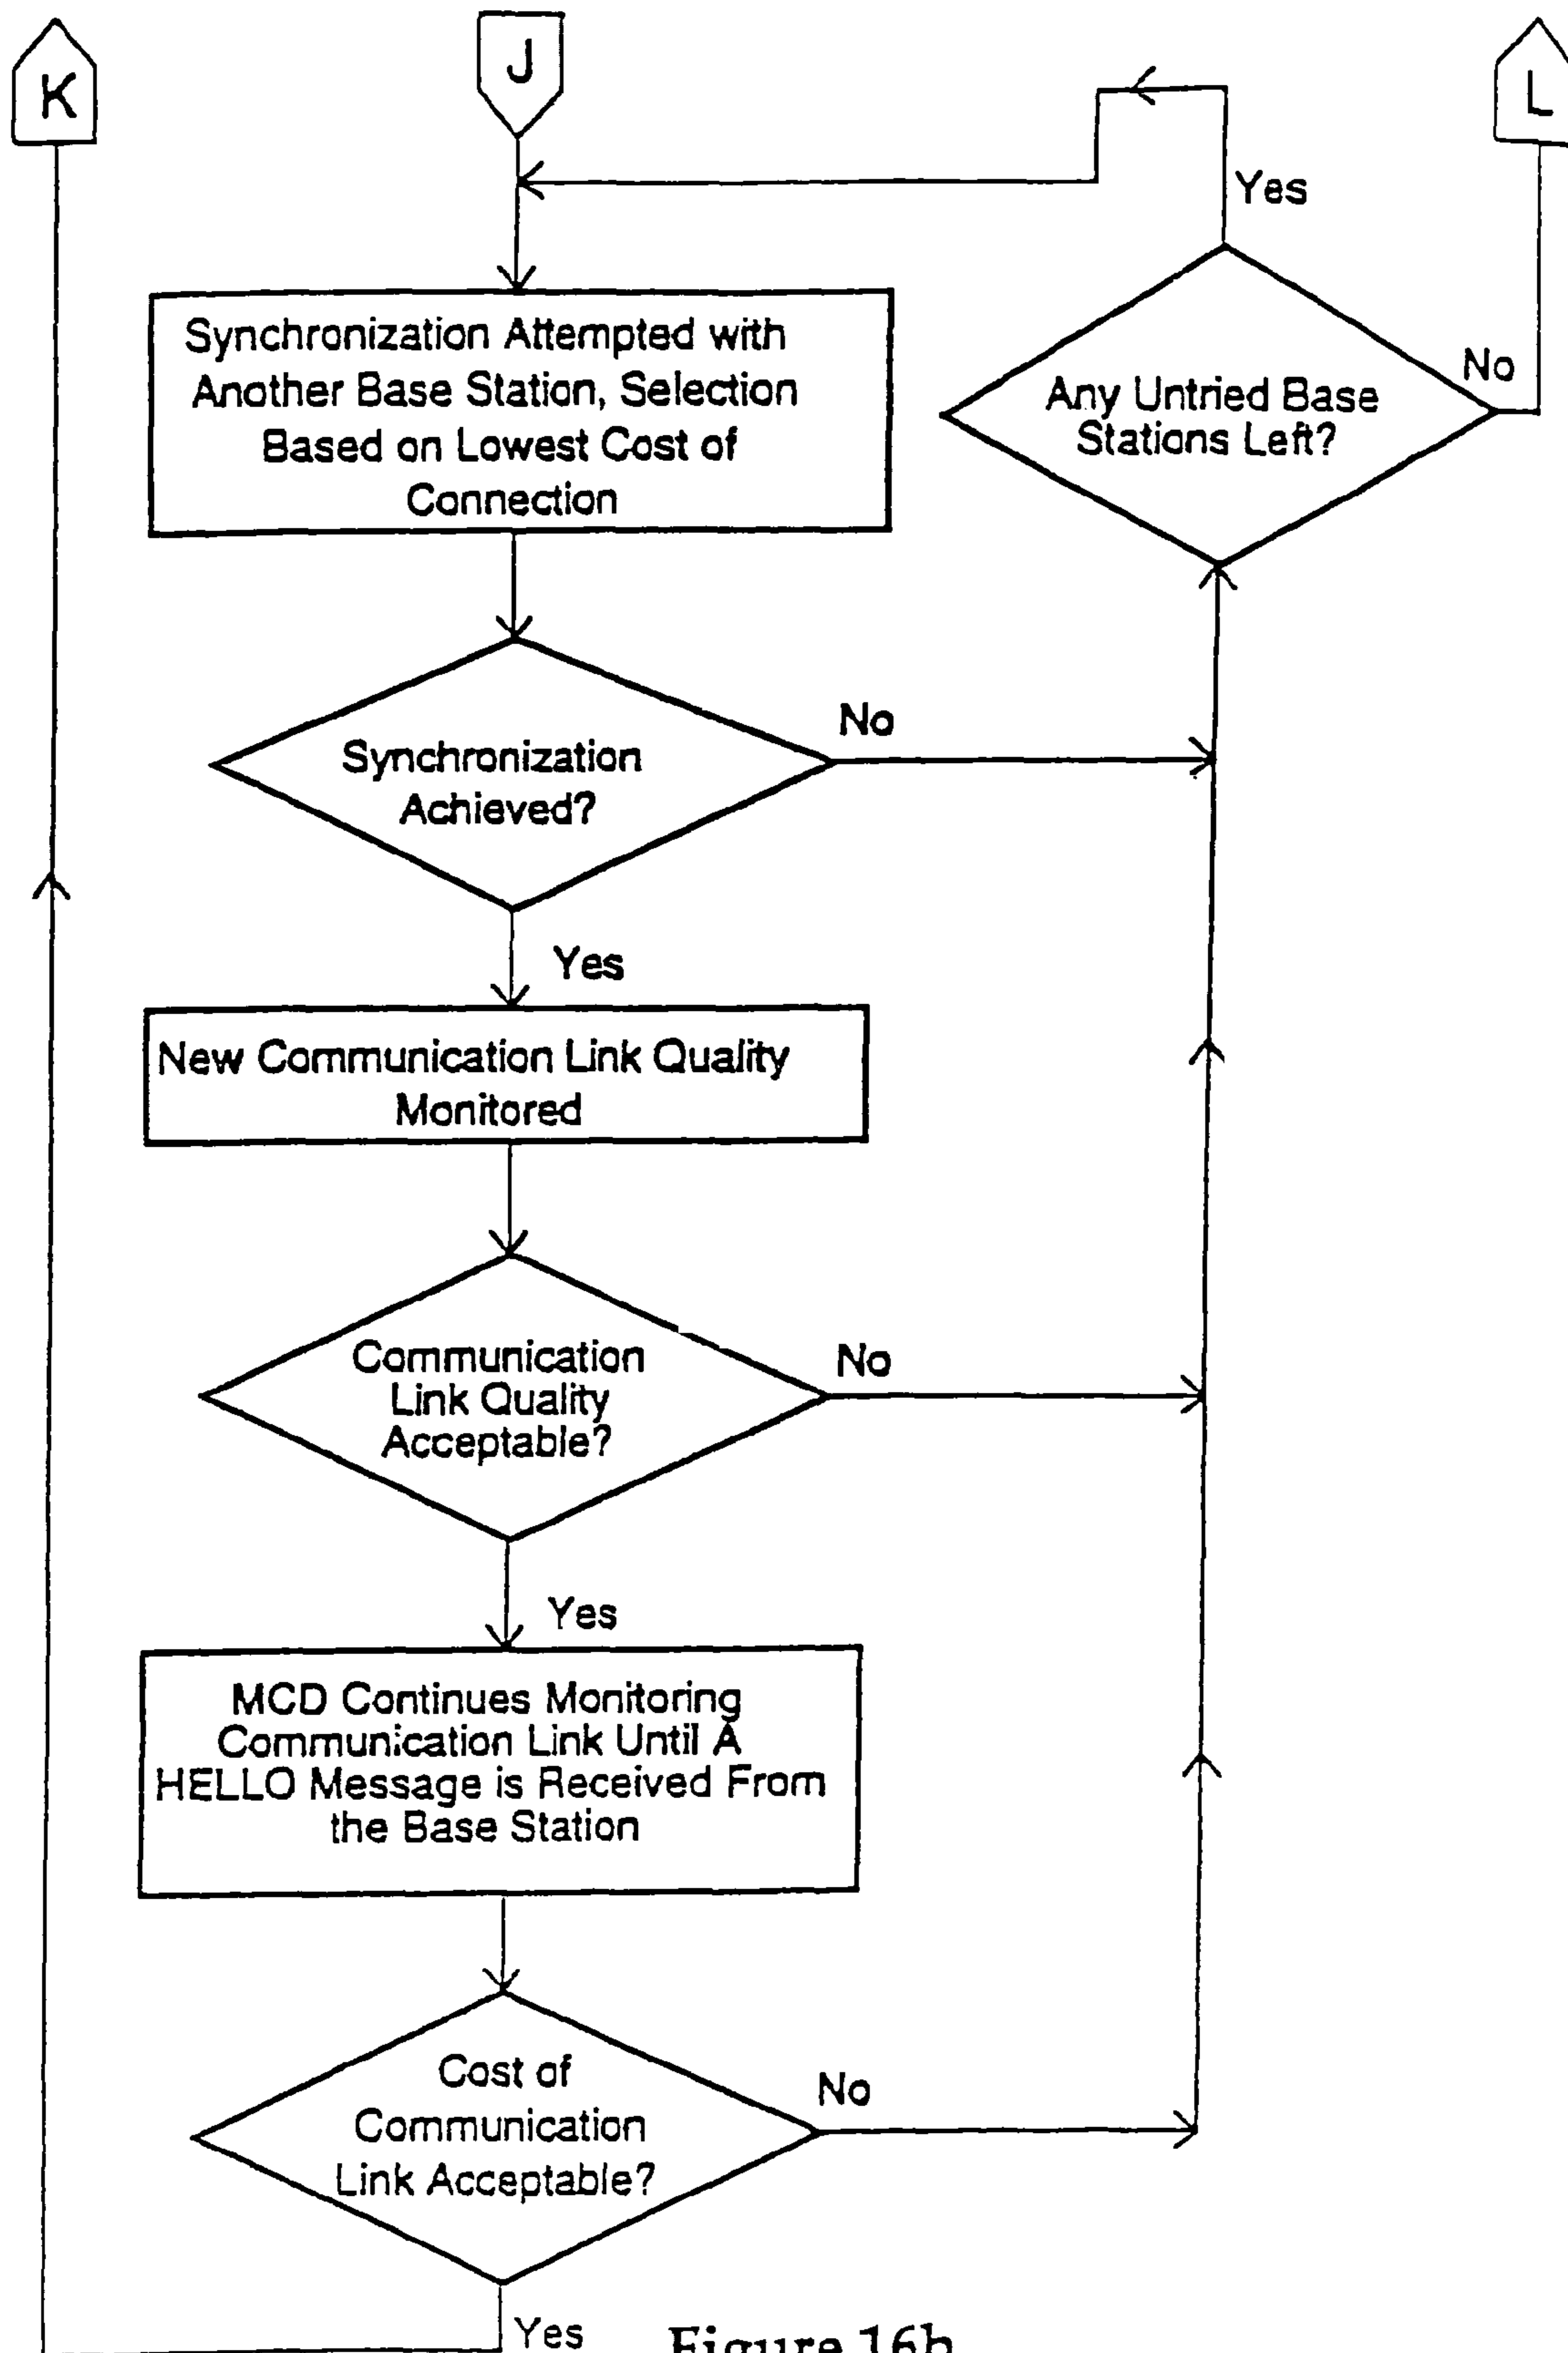 K
J
L
Yes
Synchronization Attempted with
Another Base Station, Selection
Based on Lowest Cost of
Connection
No
Any Untried Base
Stations Left?
No
Synchronization
Achieved?
Yes
New Communication Link Quality
Monitored
No
Communication
Link Quality
Acceptable?
Yes
MCD Continues Monitoring
Communication Link Until A
HELLO Message is Received From
the Base Station
No
Cost of
Communication
Link Acceptable?
Yes
Figure 16b